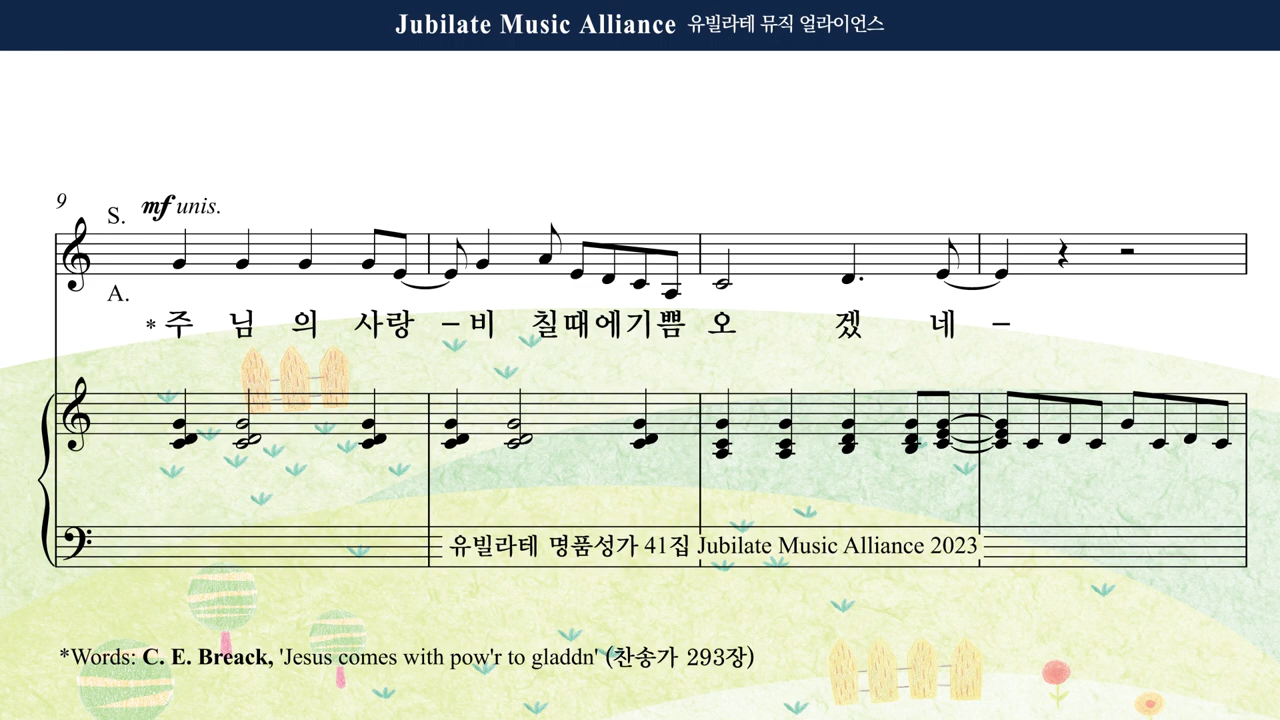 Jubilate Music Alliance 유빌라테 뮤직 얼라이언스
9
S. mf unis.
A.
*주 님 의 사랑 – 비 칠때에기쁨 오 겠 네 –
유빌라테 명품성가 41집 Jubilate Music Alliance 2023
*Words: C. E. Breack, 'Jesus comes with pow'r to gladdn' (찬송가 293장)